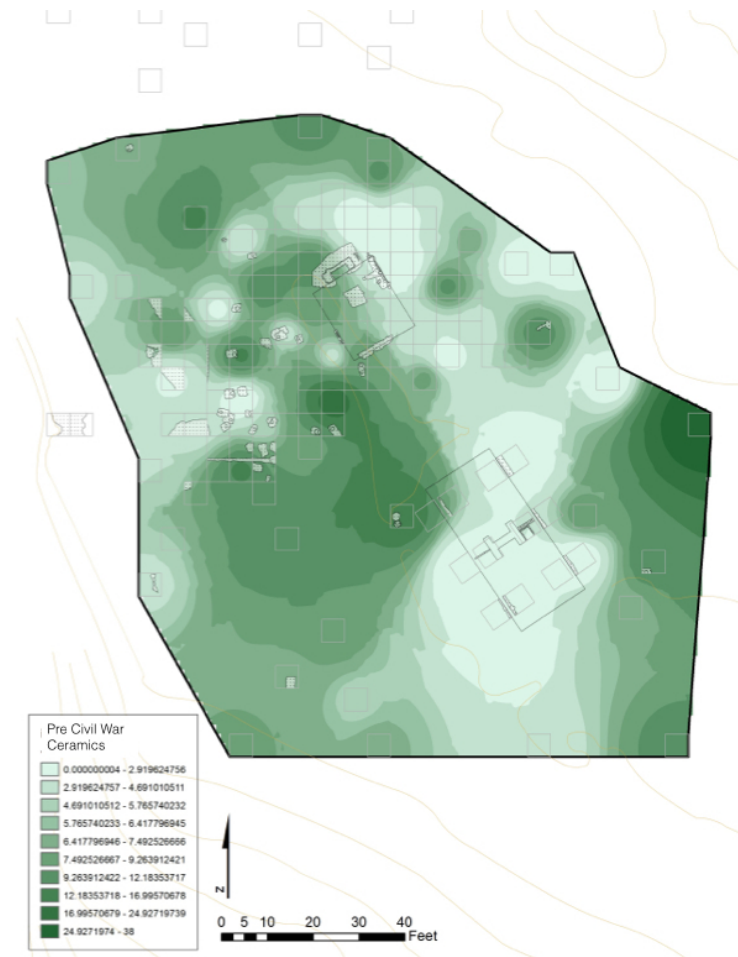 Pre Civil War
Ceramics
0.000000004 - 2.919624756
2.919624757 - 4.691010511
4.691010512 - 5.765740232
5.765740233 - 6.417796945
6.417796946 - 7.492526666
7.492526667 - 9.263912421
9.263912422 - 12.18353717
12.18353718 - 16.99570678
16.99570679 - 24.92719739
24.9271974 - 38
N
0 5 10 20 30 40
Feet